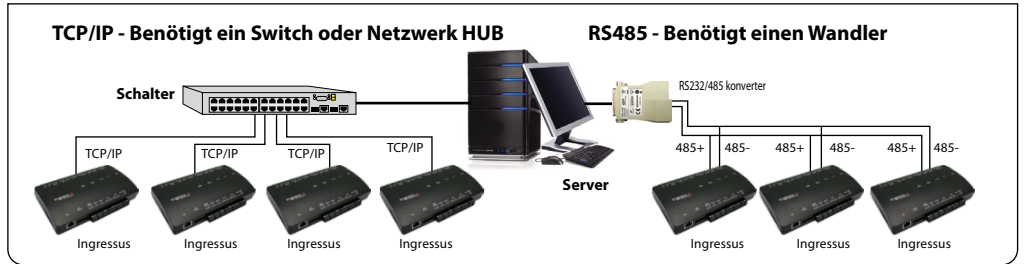 TCP/IP - Benötigt ein Switch oder Netzwerk HUB
RS485 - Benötigt einen Wandler
Schalter
RS232/485 konverter
TCP/IP
TCP/IP
TCP/IP
TCP/IP
485+
485-
485+
485-
485+
485-
Server
Ingressus
Ingressus
Ingressus
Ingressus
Ingressus
Ingressus
Ingressus